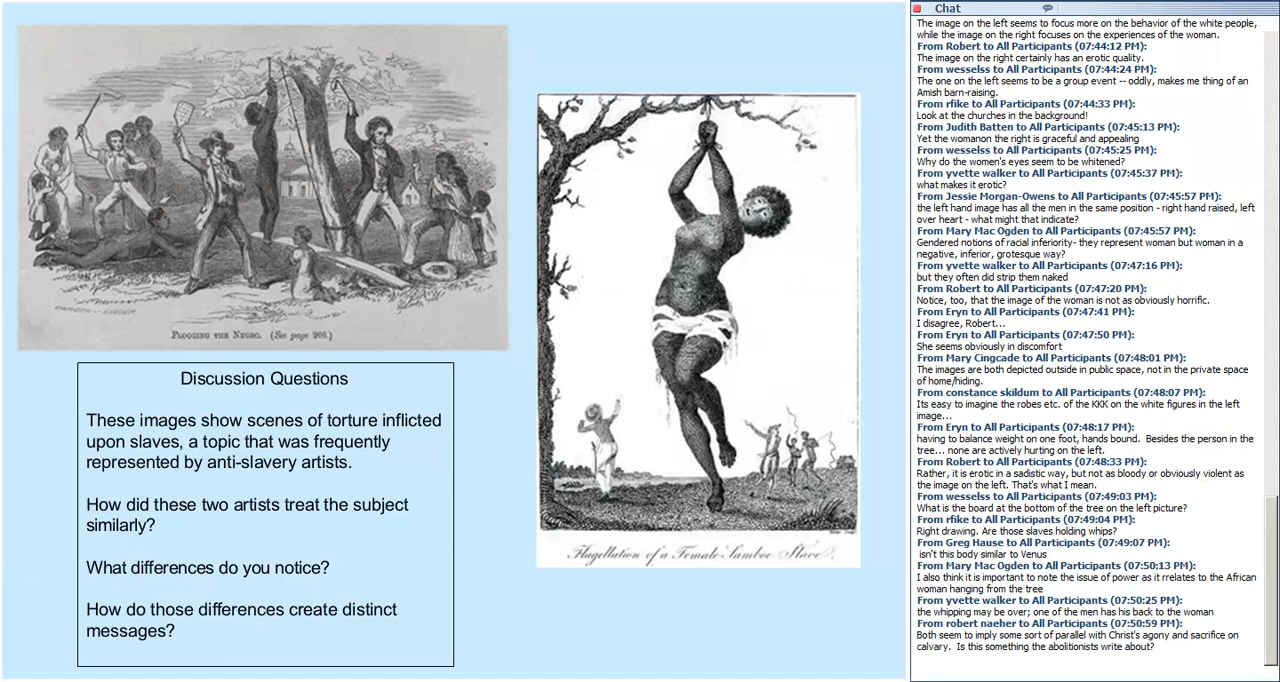 FLOGGING THE NEGRO. (See page 206.)
Discussion Questions
These images show scenes of torture inflicted
upon slaves, a topic that was frequently
represented by anti-slavery artists.
How did these two artists treat the subject
similarly?
What differences do you notice?
How do those differences create distinct
messages?
Flagellation of a Female Samboe Slave.
Chat
The image on the left seems to focus more on the behavior of the white people,
while the image on the right focuses on the experiences of the woman.
From Robert to All Participants (07:44:12 PM):
The image on the right certainly has an erotic quality.
From wesselss to All Participants (07:44:24 PM):
The one on the left seems to be a group event -- oddly, makes me thing of an
Amish barn-raising.
From rfike to All Participants (07:44:33 PM):
Look at the churches in the background!
From Judith Batten to All Participants (07:45:13 PM):
Yet the womanon the right is graceful and appealing
From wesselss to All Participants (07:45:25 PM):
Why do the women's eyes seem to be whitened?
From yvette walker to All Participants (07:45:37 PM):
what makes it erotic?
From Jessie Morgan-Owens to All Participants (07:45:57 PM):
the left hand image has all the men in the same position - right hand raised, left
over heart - what might that indicate?
From Mary Mac Ogden to All Participants (07:45:57 PM):
Gendered notions of racial inferiority- they represent woman but woman in a
negative, inferior, grotesque way?
From yvette walker to All Participants (07:47:16 PM):
but they often did strip them naked
From Robert to All Participants (07:47:20 PM):
Notice, too, that the image of the woman is not as obviously horrific.
From Eryn to All Participants (07:47:41 PM):
I disagree, Robert...
From Eryn to All Participants (07:47:50 PM):
She seems obviously in discomfort
From Mary Cingcade to All Participants (07:48:01 PM):
The images are both depicted outside in public space, not in the private space
of home/hiding.
From constance skildum to All Participants (07:48:07 PM):
Its easy to imagine the robes etc. of the KKK on the white figures in the left
image...
From Eryn to All Participants (07:48:17 PM):
having to balance weight on one foot, hands bound.  Besides the person in the
tree... none are actively hurting on the left.
From Robert to All Participants (07:48:33 PM):
Rather, it is erotic in a sadistic way, but not as bloody or obviously violent as
the image on the left. That's what I mean.
From wesselss to All Participants (07:49:03 PM):
What is the board at the bottom of the tree on the left picture?
From rfike to All Participants (07:49:04 PM):
Right drawing. Are those slaves holding whips?
From Greg Hause to All Participants (07:49:07 PM):
isn't this body similar to Venus
From Mary Mac Ogden to All Participants (07:50:13 PM):
I also think it is important to note the issue of power as it rrelates to the African
woman hanging from the tree
From yvette walker to All Participants (07:50:25 PM):
the whipping may be over; one of the men has his back to the woman
From robert naeher to All Participants (07:50:59 PM):
Both seem to imply some sort of parallel with Christ's agony and sacrifice on
calvary.  Is this something the abolitionists write about?